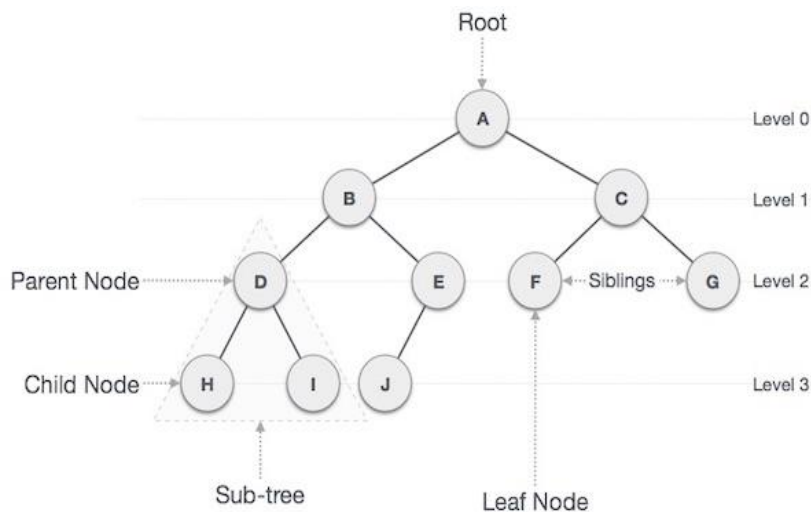 Root
A
Level 0
B
C
Level 1
Parent Node
D
E
F
Siblings
G
Level 2
Child Node
H
I
J
Level 3
Sub-tree
Leaf Node